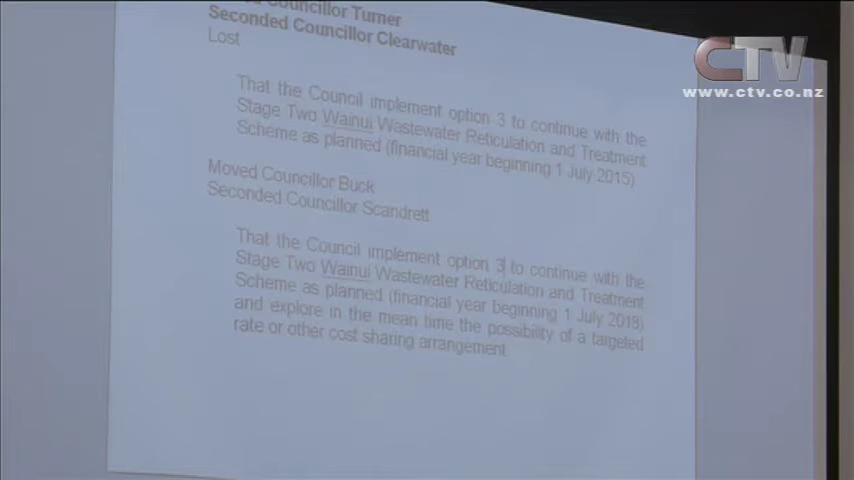 Councillor Turner
Seconded Councillor Clearwater
Lost
That the Council implement option 3 to continue with the
Stage Two Wainui Wastewater Reticulation and Treatment
Scheme as planned (financial year beginning 1 July 2015)
Moved Councillor Buck
Seconded Councillor Scandrett
That the Council implement option 3 to continue with the
Stage Two Wainui Wastewater Reticulation and Treatment
Scheme as planned (financial year beginning 1 July 2018)
and explore in the mean time the possibility of a targeted
rate or other cost sharing arrangement
CTV
www.ctv.co.nz